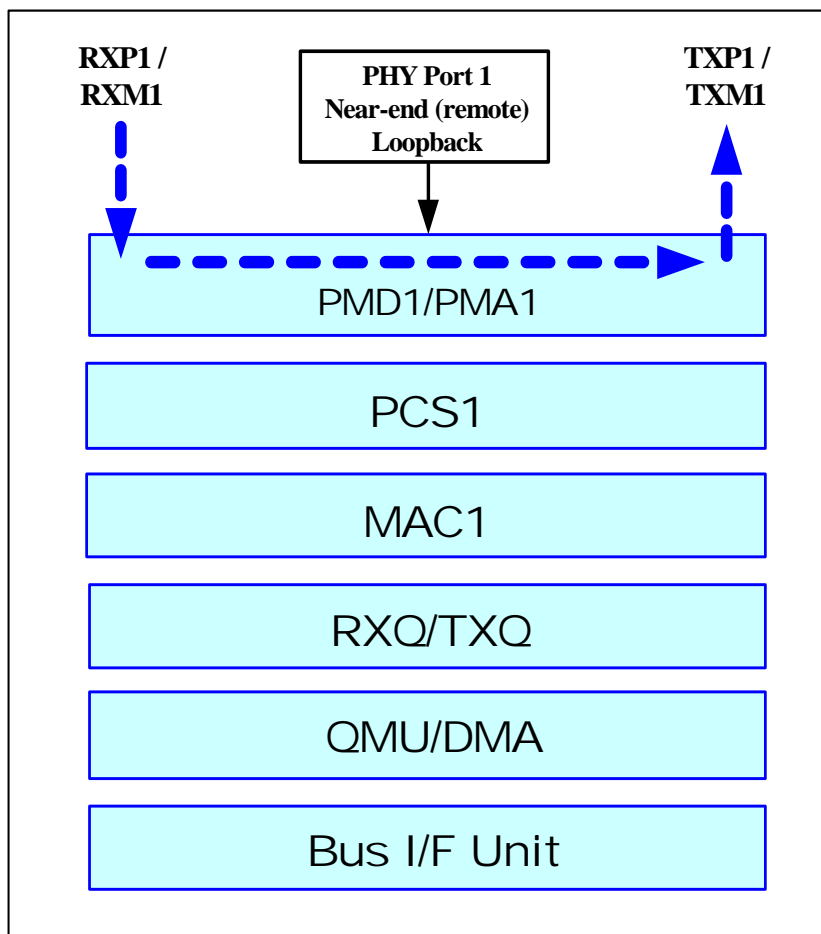 RXP1 /
RXM1
PHY Port 1
Near-end (remote)
Loopback
TXP1 /
TXM1
PMD1/PMA1
PCS1
MAC1
RXQ/TXQ
QMU/DMA
Bus I/F Unit